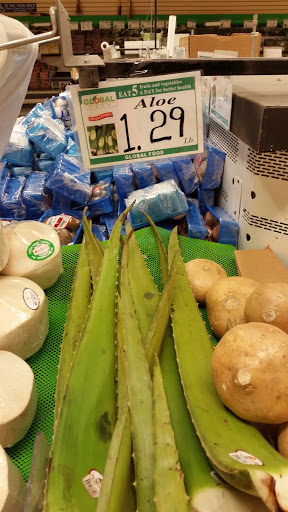 EAT 5 fruits and vegetables
A DAY for better health
GLOBAL
Aloe
1.29
Lb.
GLOBAL FOOD